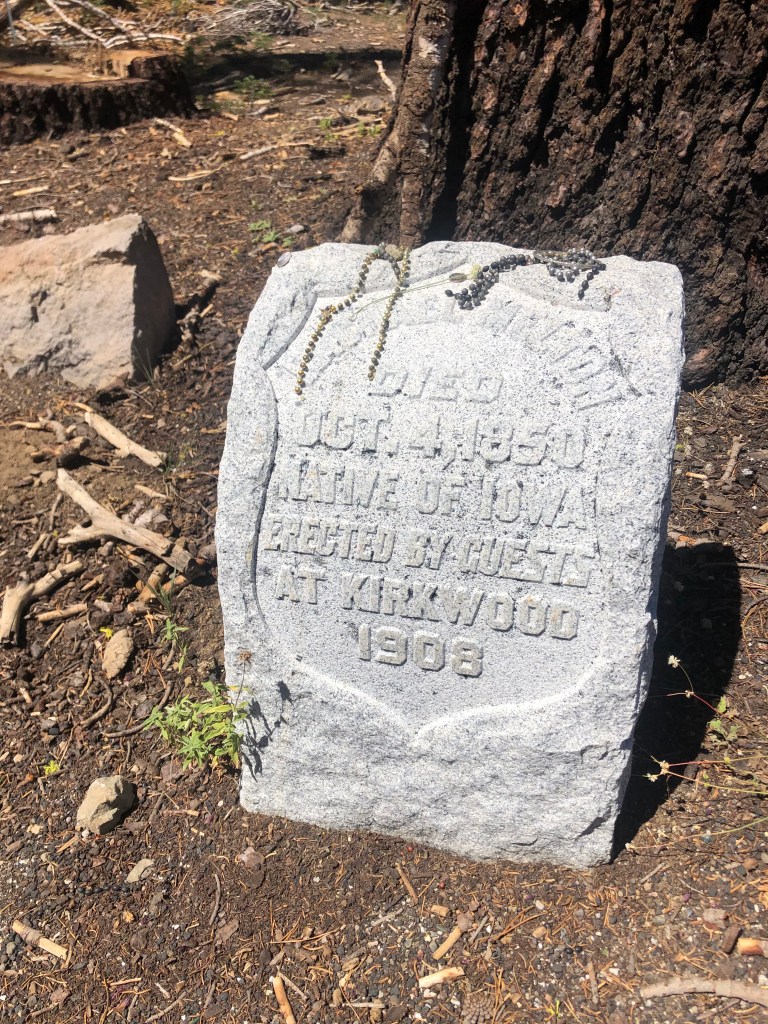 DIED
OCT. 4, 1850
NATIVE OF IOWA
ERECTED BY GUESTS
AT KIRKWOOD
1908